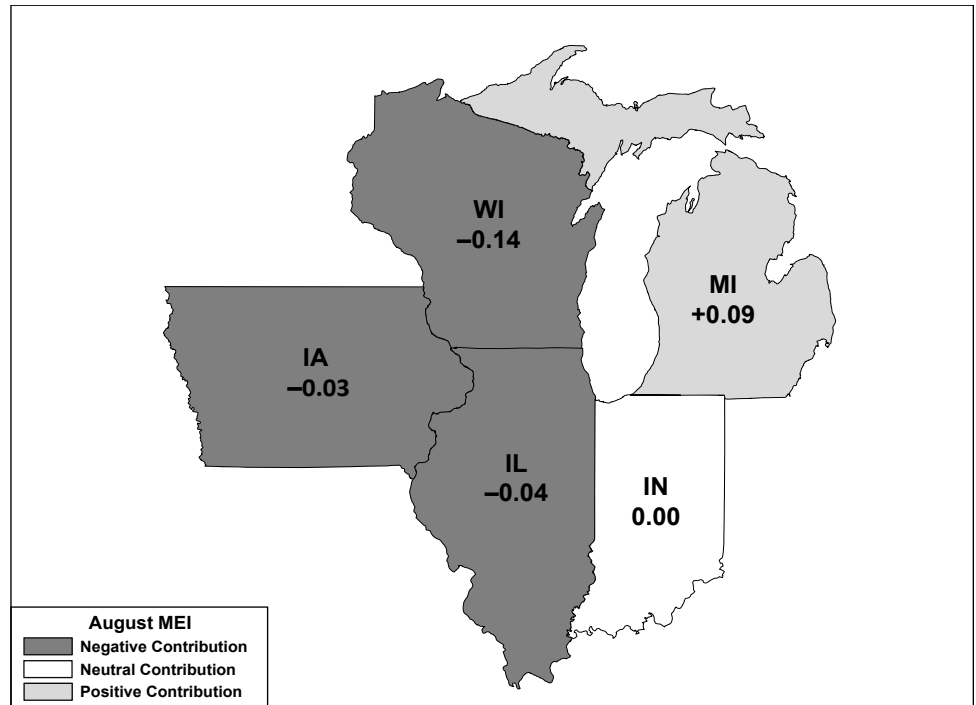 WI
−0.14
MI
+0.09
IA
−0.03
IL
−0.04
IN
0.00
August MEI
Negative Contribution
Neutral Contribution
Positive Contribution